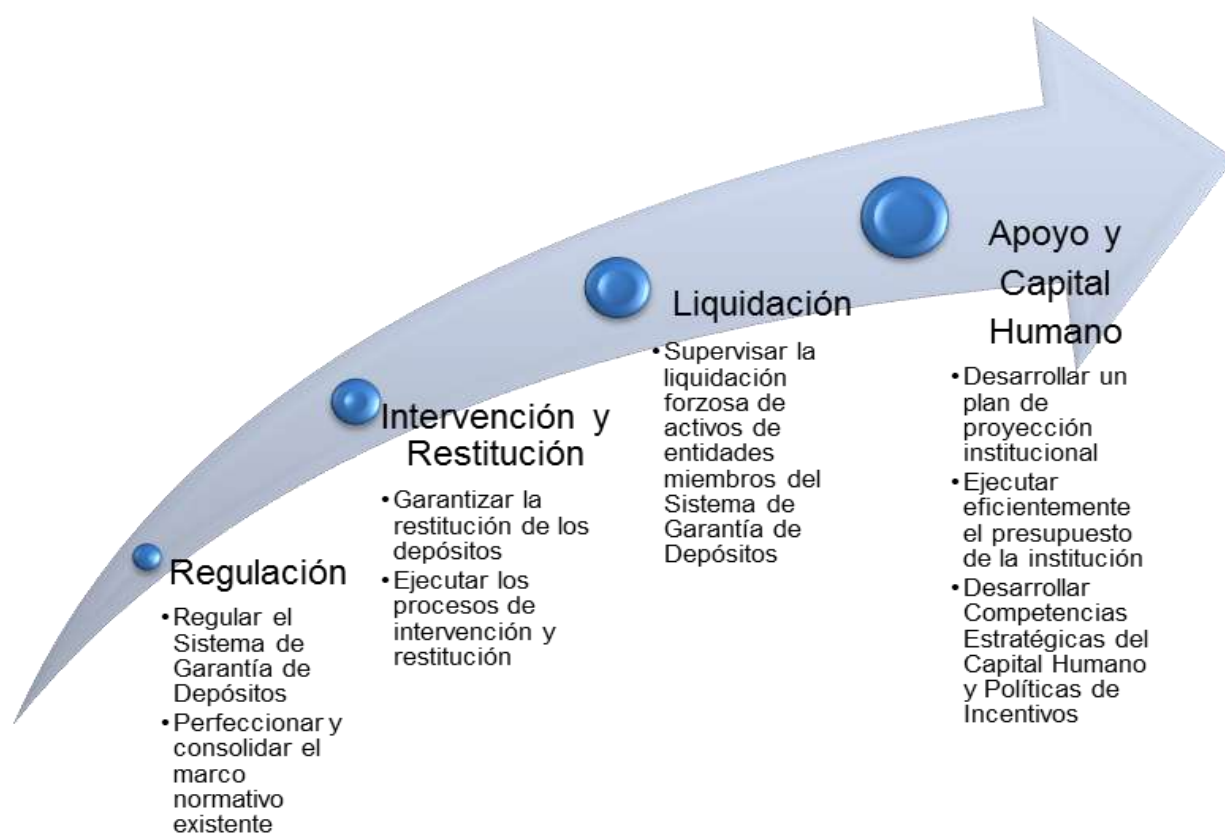 Regulación
•Regular el
Sistema de
Garantía de
Depósitos
•Perfeccionar y
consolidar el
marco
normativo
existente
Intervención y
Restitución
•Garantizar la
restitución de los
depósitos
•Ejecutar los
procesos de
intervención y
restitución
Liquidación
•Supervisar la
liquidación
forzosa de
activos de
entidades
miembros del
Sistema de
Garantía de
Depósitos
Apoyo y
Capital
Humano
•Desarrollar un
plan de
proyección
institucional
•Ejecutar
eficientemente
el presupuesto
de la institución
•Desarrollar
Competencias
Estratégicas del
Capital Humano
y Políticas de
Incentivos